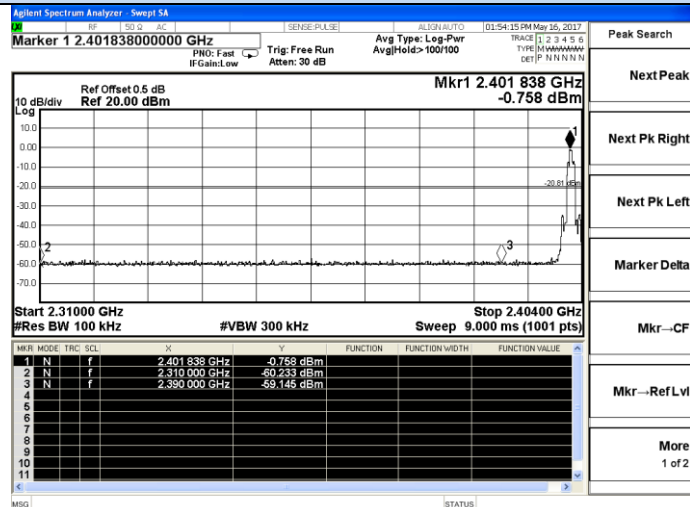 Agilent Spectrum Analyzer - Swept SA
RF 50 Ω AC SENSE:PULSE ALIGNAUTO 01:54:15 PM May 16, 2017
Marker 1 2.401838000000 GHz
PNO: Fast
IFGain:Low
Trig: Free Run
Atten: 30 dB
Avg Type: Log-Pwr
Avg|Hold>100/100
TRACE 1 2 3 4 5 6
TYPE M WWWWW
DET P N N N N N
Ref Offset 0.5 dB
10 dB/div Ref 20.00 dBm
Log
Mkr1 2.401 838 GHz
-0.758 dBm
10.0
0.00
-10.0
-20.0
-30.0
-40.0
-50.0
-60.0
-70.0
1
-20.81 dBm
2
3
Start 2.31000 GHz Stop 2.40400 GHz
#Res BW 100 kHz #VBW 300 kHz Sweep 9.000 ms (1001 pts)
MKR MODE TRC SCL X Y FUNCTION FUNCTION WIDTH FUNCTION VALUE
1 N f 2.401 838 GHz -0.758 dBm
2 N f 2.310 000 GHz -60.233 dBm
3 N f 2.390 000 GHz -59.145 dBm
4
5
6
7
8
9
10
11
MSG STATUS
Peak Search
Next Peak
Next Pk Right
Next Pk Left
Marker Delta
Mkr→CF
Mkr→RefLvl
More
1 of 2